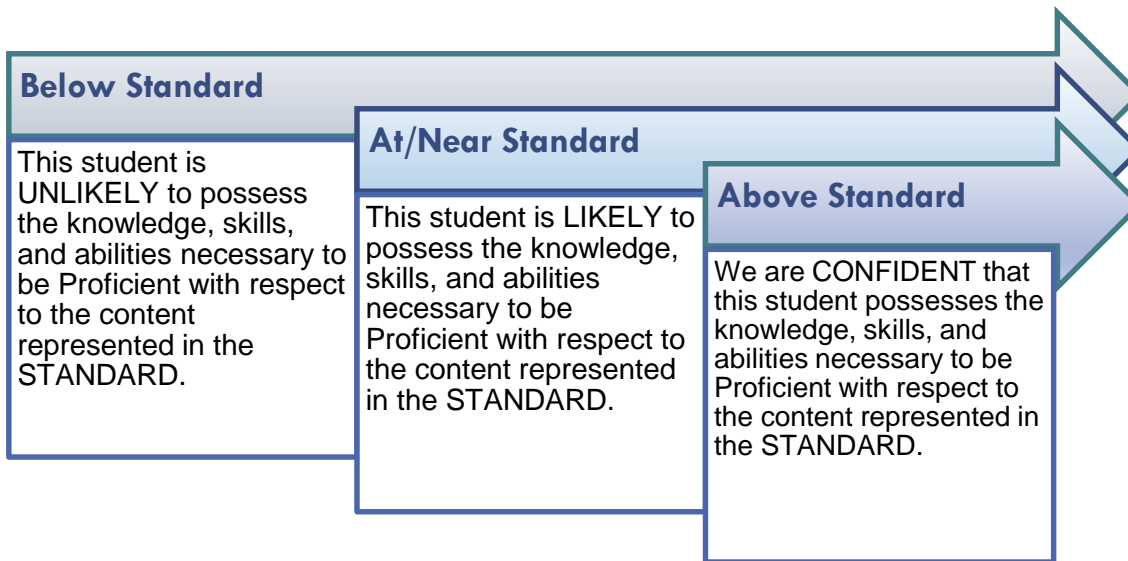 Below Standard
This student is
UNLIKELY to possess
the knowledge, skills,
and abilities necessary to
be Proficient with respect
to the content
represented in the
STANDARD.
At/Near Standard
This student is LIKELY to
possess the knowledge,
skills, and abilities
necessary to be
Proficient with respect to
the content represented
in the STANDARD.
Above Standard
We are CONFIDENT that
this student possesses the
knowledge, skills, and
abilities necessary to be
Proficient with respect to
the content represented in
the STANDARD.